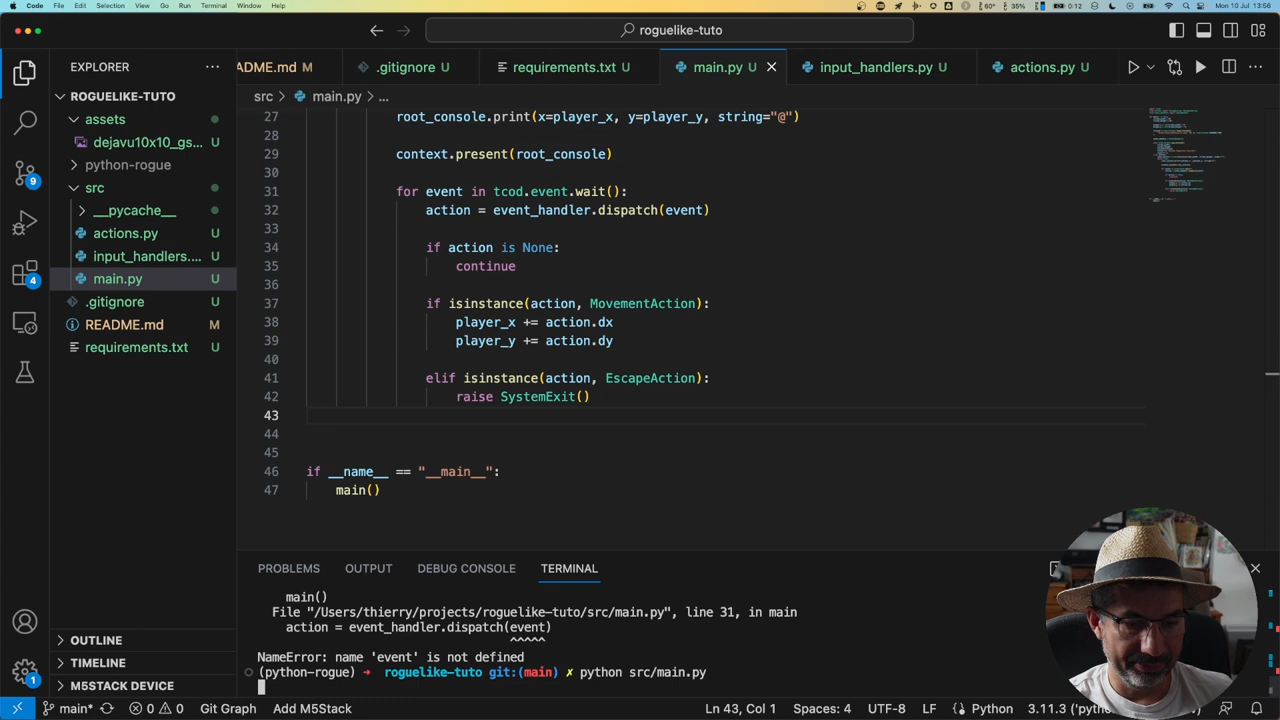 Code File Edit Selection View Go Run Terminal Window Help
60° 35% 0:12 Mon 10 Jul 13:56
roguelike-tuto
EXPLORER
ROGUELIKE-TUTO
assets
dejavu10x10_gs...
python-rogue
src
__pycache__
actions.py U
input_handlers.... U
main.py U
.gitignore U
README.md M
requirements.txt U
OUTLINE
TIMELINE
M5STACK DEVICE
9
4
1
ADME.md M .gitignore U requirements.txt U main.py U input_handlers.py U actions.py U
src > main.py > ...
27 root_console.print(x=player_x, y=player_y, string="@")
28
29 context.present(root_console)
30
31 for event in tcod.event.wait():
32 action = event_handler.dispatch(event)
33
34 if action is None:
35 continue
36
37 if isinstance(action, MovementAction):
38 player_x += action.dx
39 player_y += action.dy
40
41 elif isinstance(action, EscapeAction):
42 raise SystemExit()
43
44
45
46 if __name__ == "__main__":
47 main()
PROBLEMS OUTPUT DEBUG CONSOLE TERMINAL
main()
File "/Users/thierry/projects/roguelike-tuto/src/main.py", line 31, in main
action = event_handler.dispatch(event)
^^^^^
NameError: name 'event' is not defined
(python-rogue) ➜ roguelike-tuto git:(main) ✗ python src/main.py
main* 0 0 Git Graph Add M5Stack Ln 43, Col 1 Spaces: 4 UTF-8 LF Python 3.11.3 ('pytho